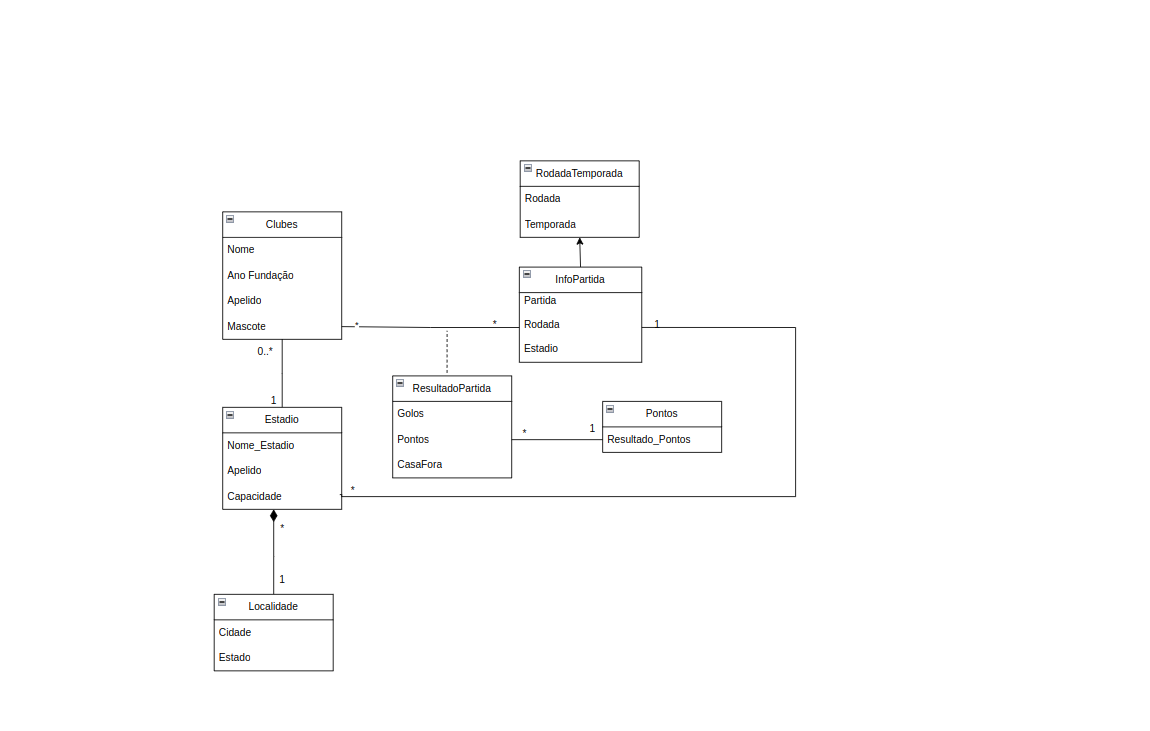 RodadaTemporada
Rodada
Temporada
Clubes
Nome
Ano Fundação
Apelido
Mascote
*
*
InfoPartida
Partida
Rodada
Estadio
1
0..*
1
ResultadoPartida
Golos
Pontos
CasaFora
*
1
Pontos
Resultado_Pontos
Estadio
Nome_Estadio
Apelido
Capacidade
*
*
1
Localidade
Cidade
Estado